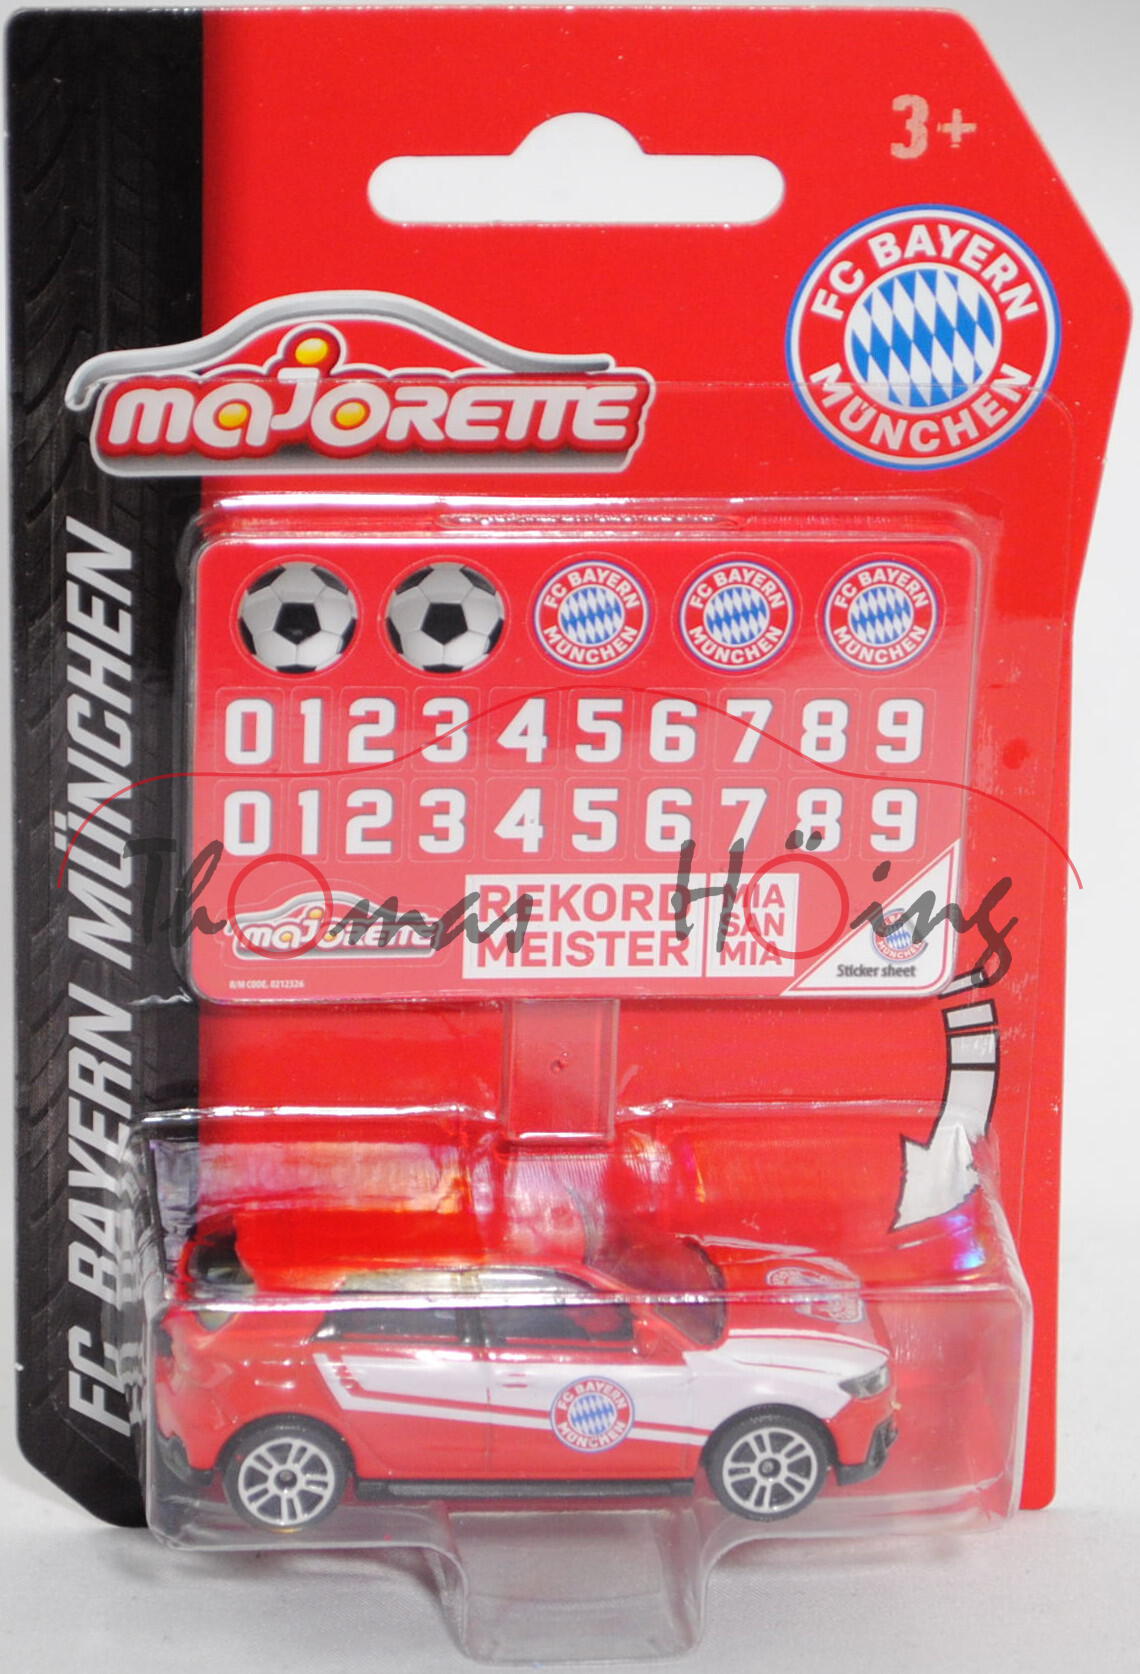 3+
FC BAYERN
MÜNCHEN
majorette
FC BAYERN MÜNCHEN
FC BAYERN
MÜNCHEN
FC BAYERN
MÜNCHEN
FC BAYERN
MÜNCHEN
0 1 2 3 4 5 6 7 8 9
0 1 2 3 4 5 6 7 8 9
Thomas Höing
majorette
REKORD
MEISTER
MIA
SAN
MIA
Sticker sheet
R/M CODE. 0212326
FC BAYERN
MÜNCHEN